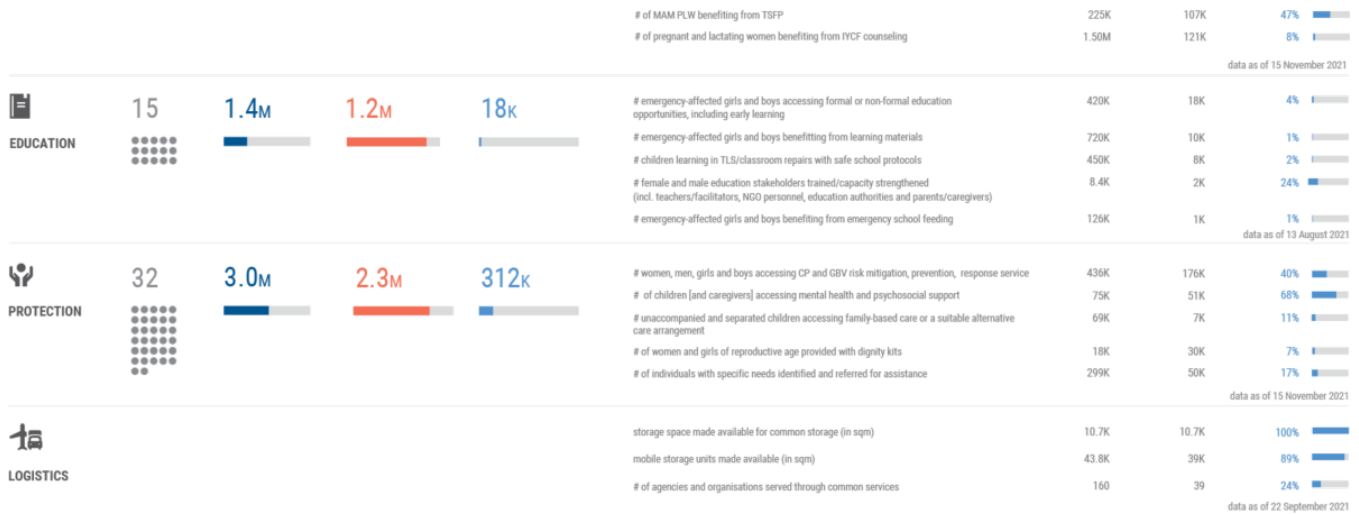 # of MAM PLW benefiting from TSFP 225K 107K 47%
# of pregnant and lactating women benefiting from IYCF counseling 1.50M 121K 8%
data as of 15 November 2021
EDUCATION
15 1.4M 1.2M 18K
# emergency-affected girls and boys accessing formal or non-formal education 420K 18K 4%
opportunities, including early learning
# emergency-affected girls and boys benefitting from learning materials 720K 10K 1%
# children learning in TLS/classroom repairs with safe school protocols 450K 8K 2%
# female and male education stakeholders trained/capacity strengthened 8.4K 2K 24%
(incl. teachers/facilitators, NGO personnel, education authorities and parents/caregivers)
# emergency-affected girls and boys benefiting from emergency school feeding 126K 1K 1%
data as of 13 August 2021
PROTECTION
32 3.0M 2.3M 312K
# women, men, girls and boys accessing CP and GBV risk mitigation, prevention, response service 436K 176K 40%
# of children [and caregivers] accessing mental health and psychosocial support 75K 51K 68%
# unaccompanied and separated children accessing family-based care or a suitable alternative 69K 7K 11%
care arrangement
# of women and girls of reproductive age provided with dignity kits 18K 30K 7%
# of individuals with specific needs identified and referred for assistance 299K 50K 17%
data as of 15 November 2021
LOGISTICS
storage space made available for common storage (in sqm) 10.7K 10.7K 100%
mobile storage units made available (in sqm) 43.8K 39K 89%
# of agencies and organisations served through common services 160 39 24%
data as of 22 September 2021